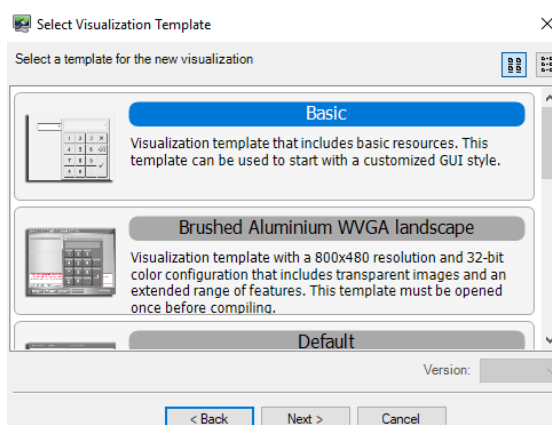 Select Visualization Template
Select a template for the new visualization
Basic
Visualization template that includes basic resources. This
template can be used to start with a customized GUI style.
Brushed Aluminium WVGA landscape
Visualization template with a 800x480 resolution and 32-bit
color configuration that includes transparent images and an
extended range of features. This template must be opened
once before compiling.
Default
Version:
< Back
Next >
Cancel